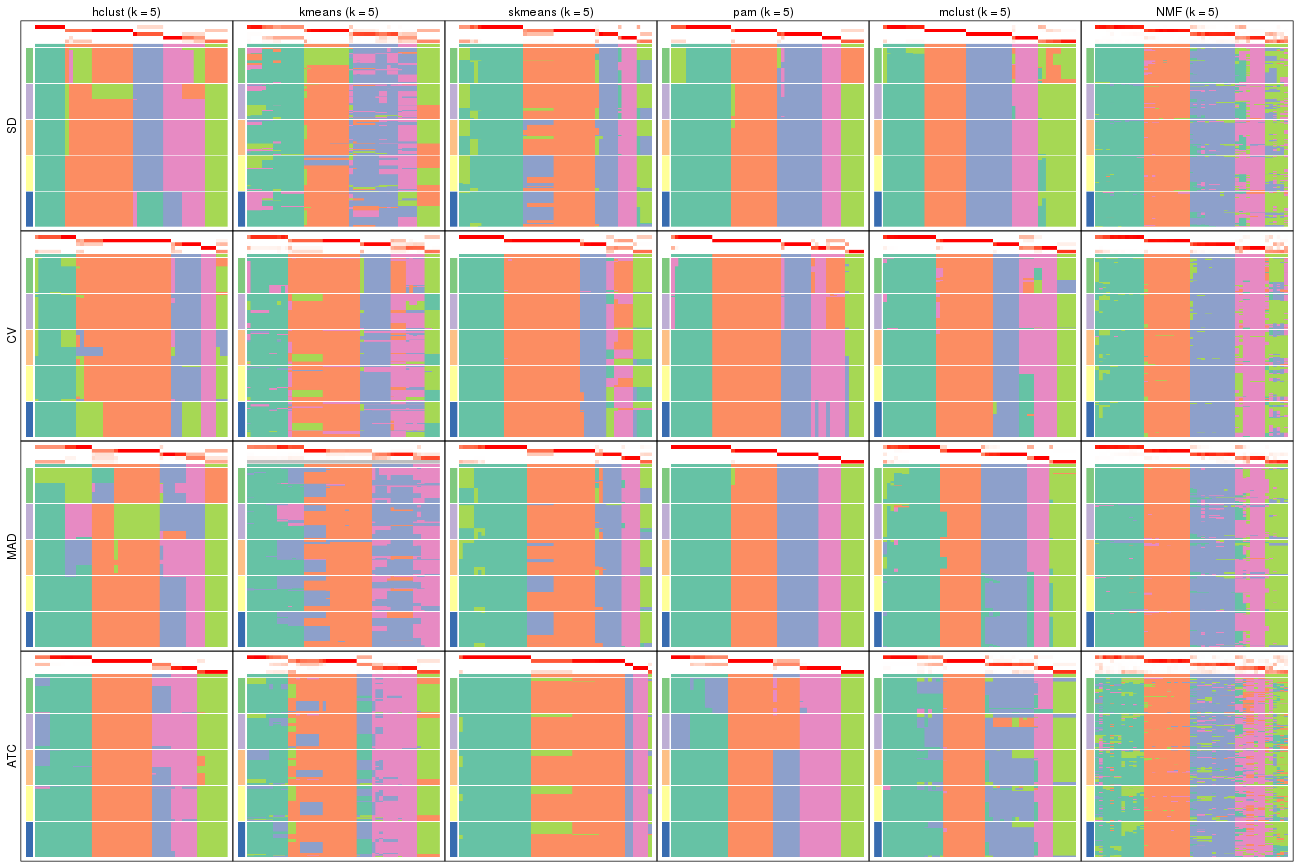 hclust (k = 5) kmeans (k = 5) skmeans (k = 5) pam (k = 5) mclust (k = 5) NMF (k = 5)
SD
CV
MAD
ATC